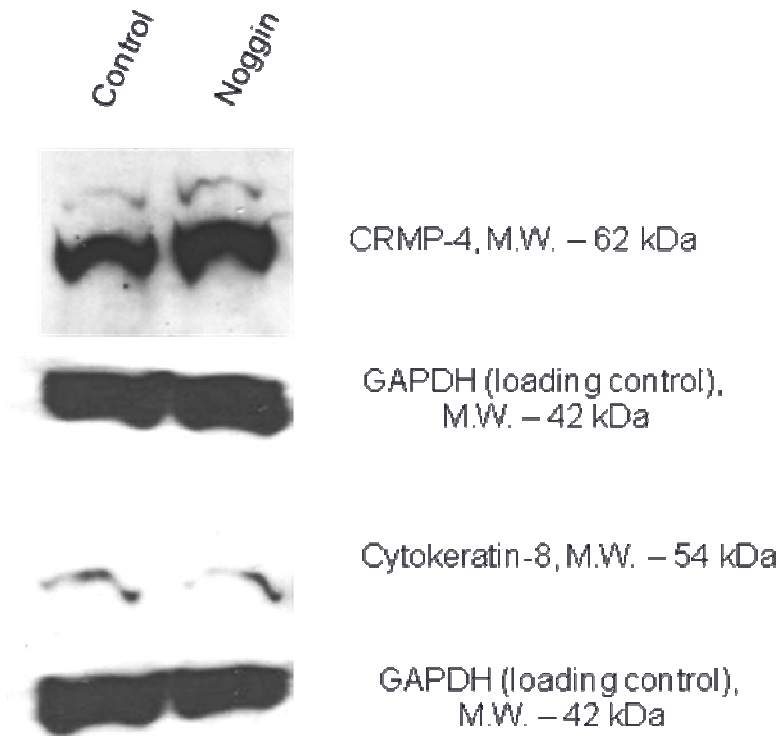 Control
Noggin
CRMP-4, M.W. – 62 kDa
GAPDH (loading control),
M.W. – 42 kDa
Cytokeratin-8, M.W. – 54 kDa
GAPDH (loading control),
M.W. – 42 kDa